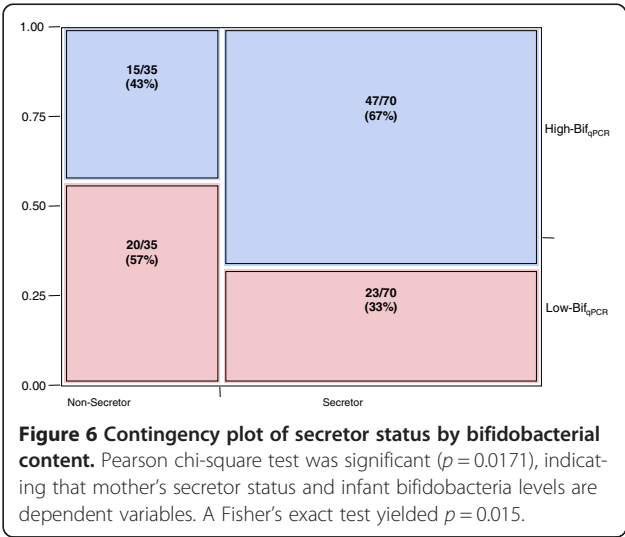 1.00
15/35
(43%)
47/70
(67%)
0.75
High-BifqPCR
0.50
20/35
(57%)
23/70
(33%)
0.25
Low-BifqPCR
0.00
Non-Secretor
Secretor
Figure 6 Contingency plot of secretor status by bifidobacterial
content. Pearson chi-square test was significant (p = 0.0171), indicat-
ing that mother's secretor status and infant bifidobacteria levels are
dependent variables. A Fisher's exact test yielded p = 0.015.